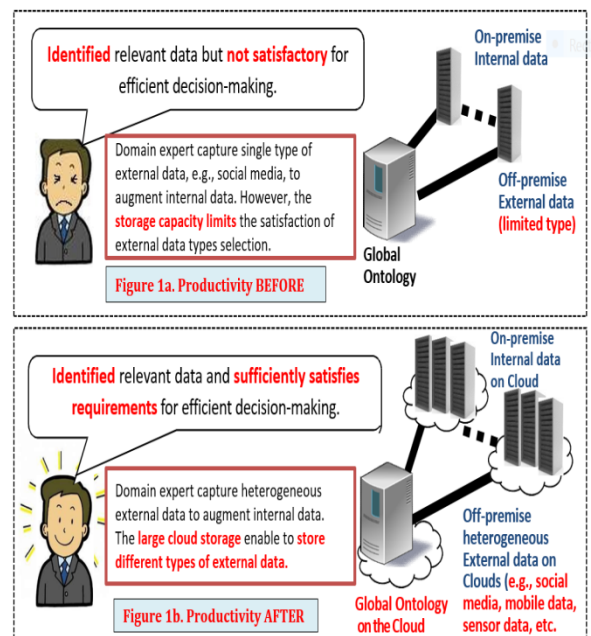 Identified relevant data but not satisfactory for
efficient decision-making.
On-premise
Internal data
Domain expert capture single type of
external data, e.g., social media, to
augment internal data. However, the
storage capacity limits the satisfaction of
external data types selection.
Off-premise
External data
(limited type)
Global
Ontology
Figure 1a. Productivity BEFORE
Identified relevant data and sufficiently satisfies
requirements for efficient decision-making.
On-premise
Internal data
on Cloud
Domain expert capture heterogeneous
external data to augment internal data.
The large cloud storage enable to store
different types of external data.
Off-premise
heterogeneous
External data on
Clouds (e.g., social
media, mobile data,
sensor data, etc.
Global Ontology
on the Cloud
Figure 1b. Productivity AFTER